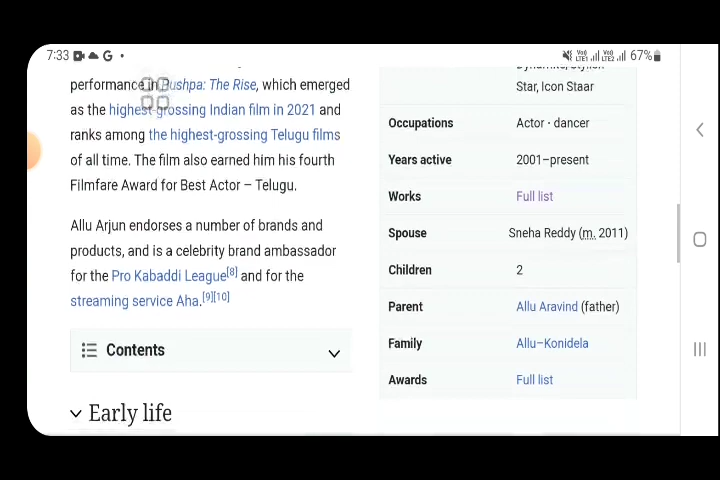 7:33
67%
performance in Pushpa: The Rise, which emerged
as the highest-grossing Indian film in 2021 and
ranks among the highest-grossing Telugu films
of all time. The film also earned him his fourth
Filmfare Award for Best Actor – Telugu.
Allu Arjun endorses a number of brands and
products, and is a celebrity brand ambassador
for the Pro Kabaddi League[8] and for the
streaming service Aha.[9][10]
Contents
Early life
Star, Icon Staar
Occupations Actor · dancer
Years active 2001–present
Works Full list
Spouse Sneha Reddy (m. 2011)
Children 2
Parent Allu Aravind (father)
Family Allu–Konidela
Awards Full list